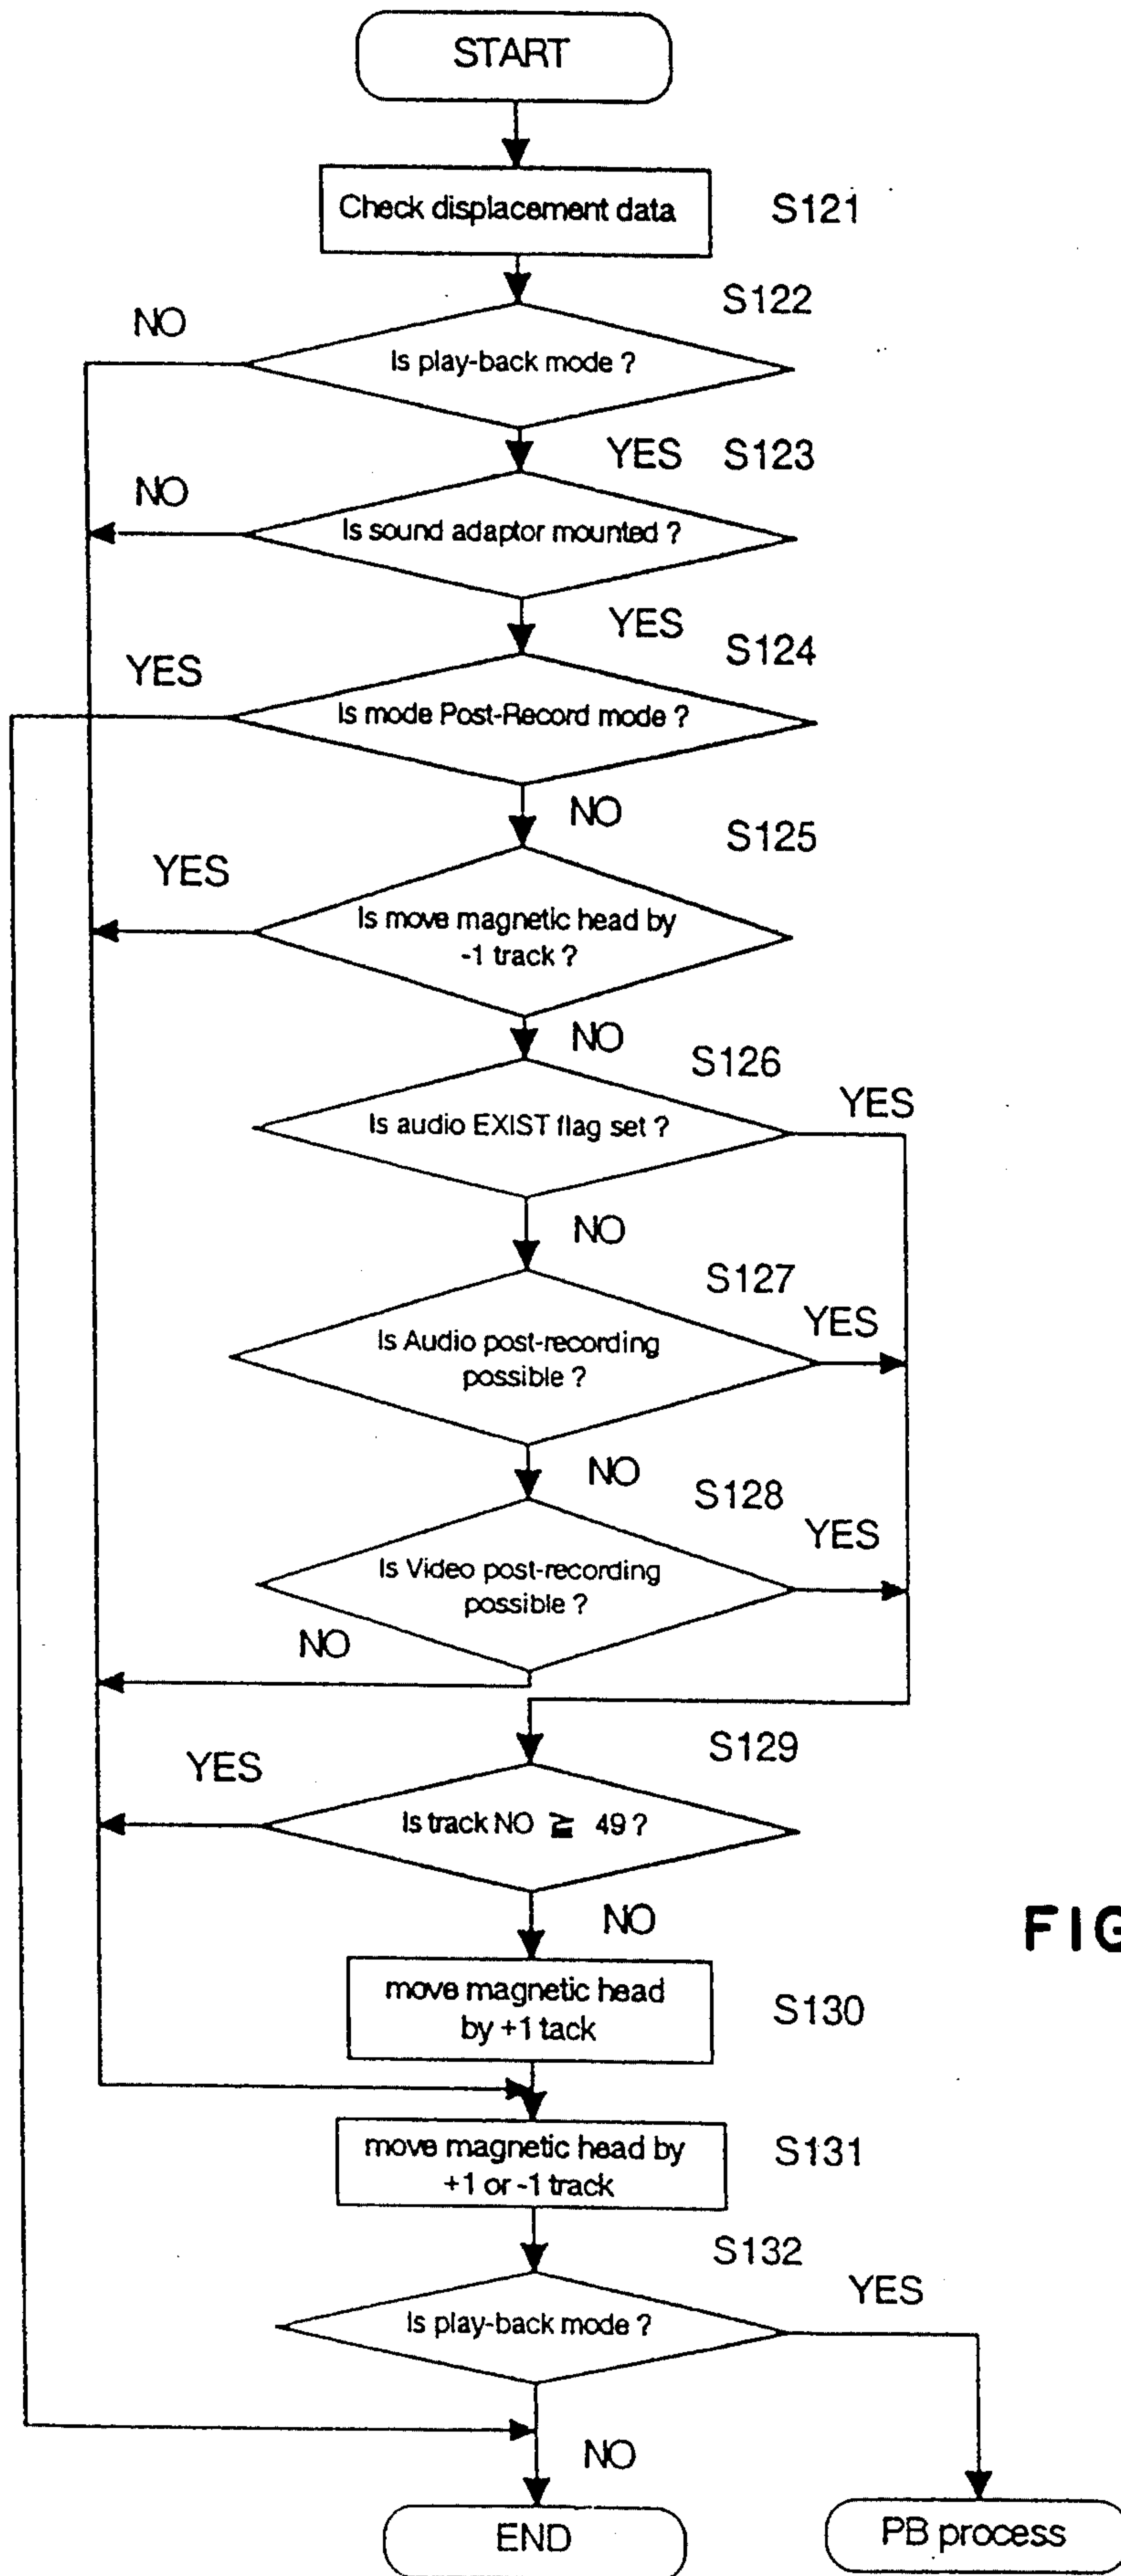 START
Check displacement data
S121
S122
NO
Is play-back mode ?
YES
S123
NO
Is sound adaptor mounted ?
YES
S124
YES
Is mode Post-Record mode ?
NO
S125
YES
Is move magnetic head by
-1 track ?
NO
S126
YES
Is audio EXIST flag set ?
NO
S127
YES
Is Audio post-recording
possible ?
NO
S128
YES
Is Video post-recording
possible ?
NO
S129
YES
Is track NO ≧ 49 ?
NO
FIG
move magnetic head
by +1 tack
S130
move magnetic head by
+1 or -1 track
S131
S132
YES
Is play-back mode ?
NO
END
PB process